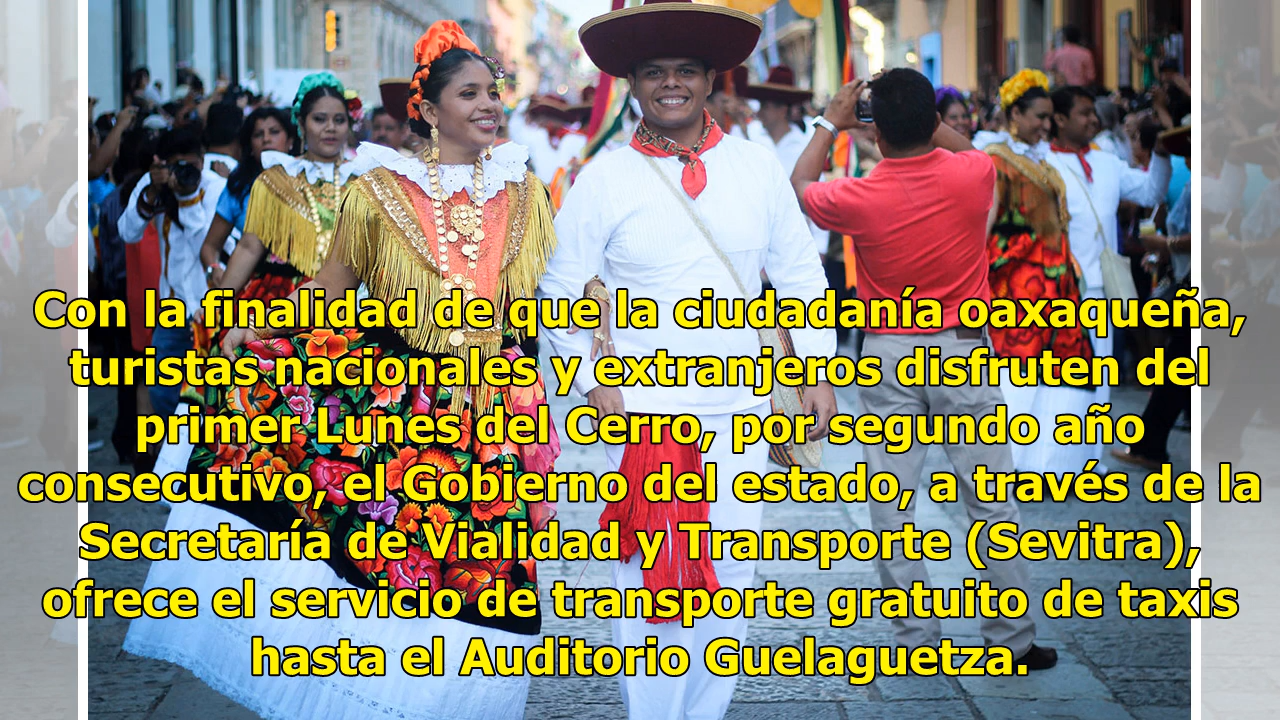 Con la finalidad de que la ciudadanía oaxaqueña,
turistas nacionales y extranjeros disfruten del
primer Lunes del Cerro, por segundo año
consecutivo, el Gobierno del estado, a través de la
Secretaría de Vialidad y Transporte (Sevitra),
ofrece el servicio de transporte gratuito de taxis
hasta el Auditorio Guelaguetza.